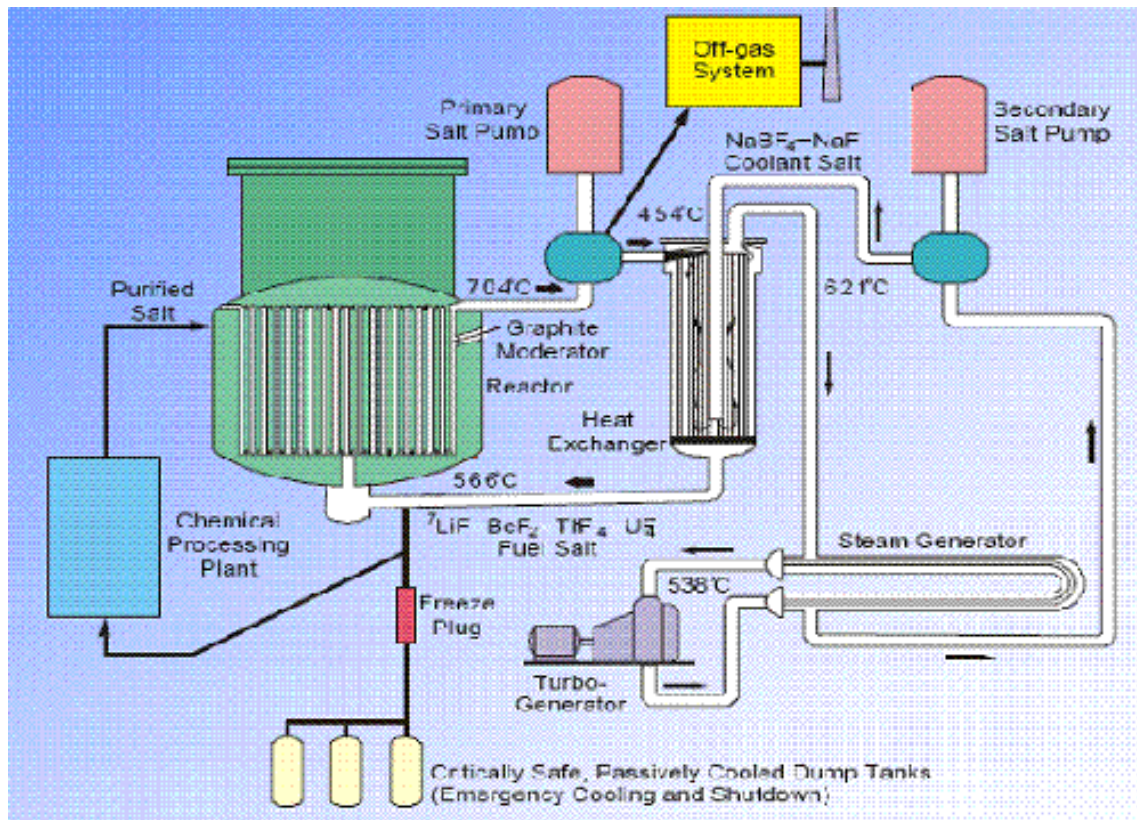 Off-gas
System
Primary
Salt Pump
Secondary
Salt Pump
NaBF₄–NaF
Coolant Salt
454°C
704°C
621°C
Purified
Salt
Graphite
Moderator
Reactor
Heat
Exchanger
566°C
⁷LiF BeF₂ F₄
Fuel Salt
Chemical
Processing
Plant
Steam Generator
538°C
Freeze
Plug
Turbo-
Generator
Critically Safe, Passively Cooled Dump Tanks
(Emergency Cooling and Shutdown)